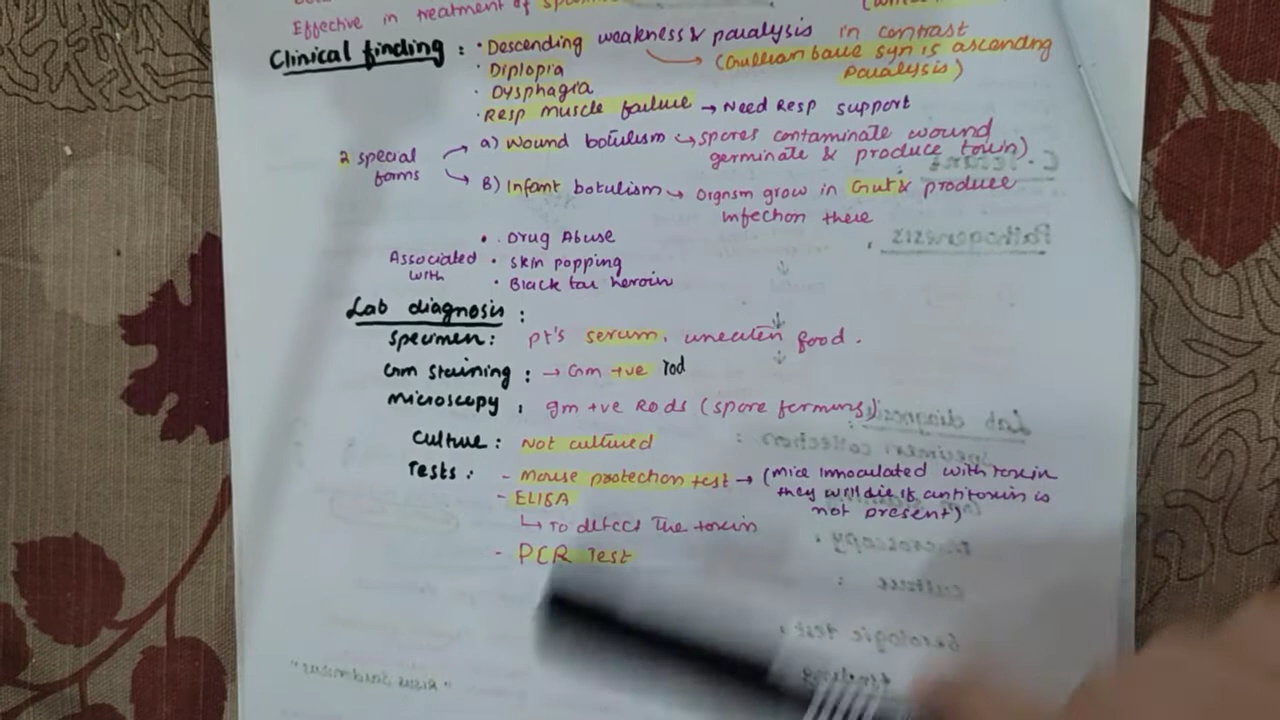 Effective in treatment of
Clinical finding : • Descending weakness & paralysis in contrast
(Gullian baue syn is ascending
paralysis)
• Diplopia
• Dysphagia
• Resp muscle failure → Need Resp support
2 special forms
a) Wound botulism → spores contaminate wound
germinate & produce toxin)
B) Infant botulism → Orgnsm grow in Gut & produce
infection there
Associated with
• Drug Abuse
• skin popping
• Black tar heroin
Lab diagnosis :
Specimen : pt's serum, uneaten food.
Gm staining : → Gm +ve rod
Microscopy : gm +ve Rods (spore forming)
Culture : Not cultured
Tests : - Mouse protection test → (mice innoculated with toxin
they will die if antitoxin is
not present)
- ELISA
↳ To detect the toxin
- PCR Test